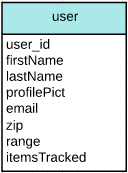 user
user_id
firstName
lastName
profilePict
email
zip
range
itemsTracked